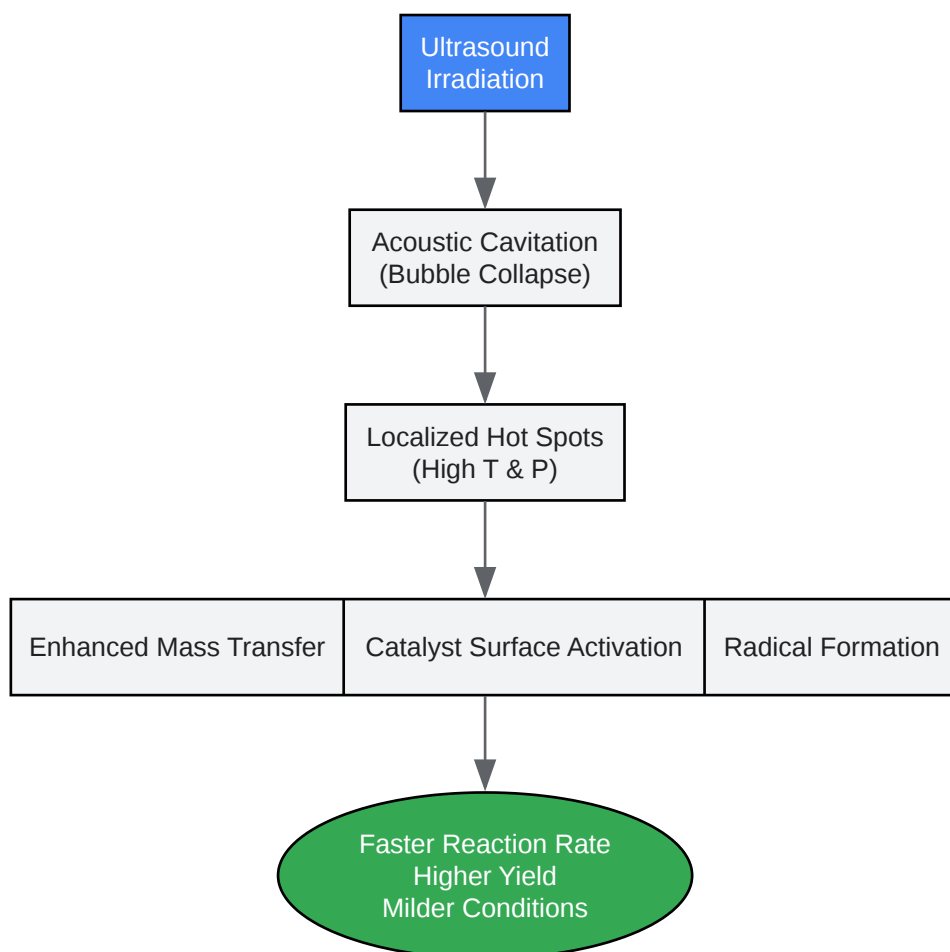 Ultrasound
Irradiation
Acoustic Cavitation
(Bubble Collapse)
Localized Hot Spots
(High T & P)
Enhanced Mass Transfer
Catalyst Surface Activation
Radical Formation
Faster Reaction Rate
Higher Yield
Milder Conditions